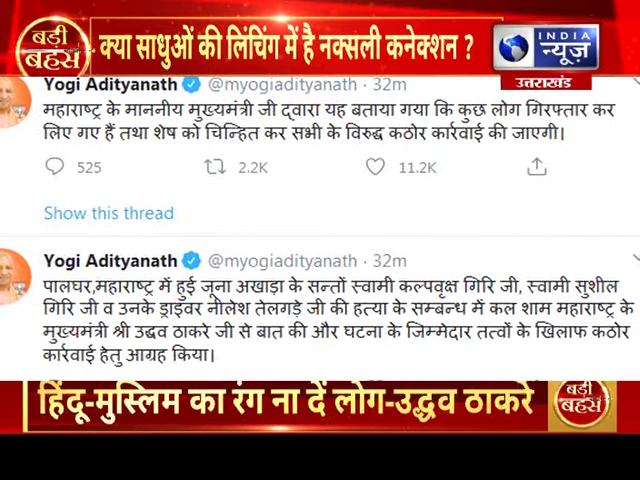 बड़ी
बहस
क्या साधुओं की लिंचिंग में है नक्सली कनेक्शन ?
INDIA
न्यूज़
उत्तराखंड
Yogi Adityanath @myogiadityanath · 32m
महाराष्ट्र के माननीय मुख्यमंत्री जी द्वारा यह बताया गया कि कुछ लोग गिरफ्तार कर
लिए गए हैं तथा शेष को चिन्हित कर सभी के विरुद्ध कठोर कार्रवाई की जाएगी।
525 2.2K 11.2K
Show this thread
Yogi Adityanath @myogiadityanath · 32m
पालघर,महाराष्ट्र में हुई जूना अखाड़ा के सन्तों स्वामी कल्पवृक्ष गिरि जी, स्वामी सुशील
गिरि जी व उनके ड्राइवर नीलेश तेलगड़े जी की हत्या के सम्बन्ध में कल शाम महाराष्ट्र के
मुख्यमंत्री श्री उद्धव ठाकरे जी से बात की और घटना के जिम्मेदार तत्वों के खिलाफ कठोर
कार्रवाई हेतु आग्रह किया।
हिंदू-मुस्लिम का रंग ना दें लोग-उद्धव ठाकरे
बड़ी
बहस